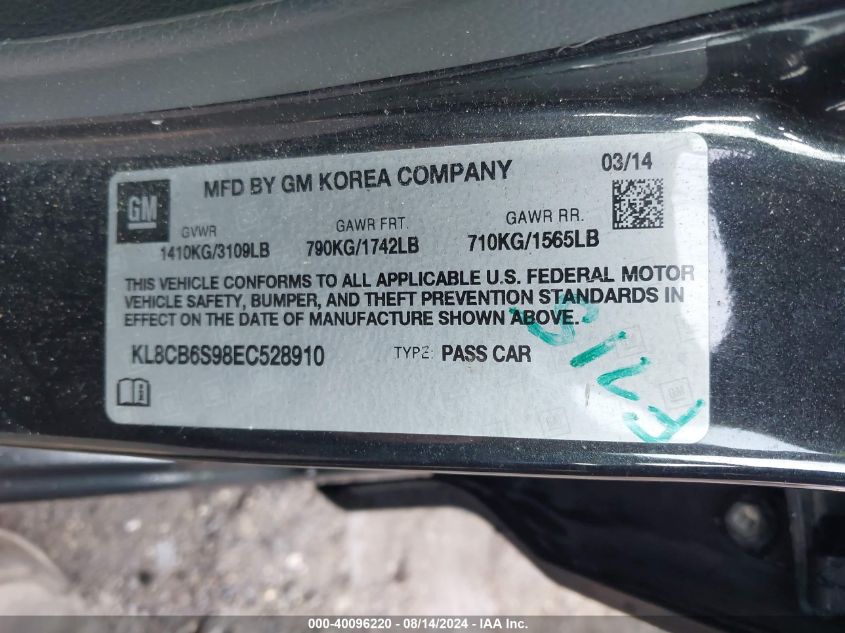 MFD BY GM KOREA COMPANY 03/14
GM
GVWR GAWR FRT. GAWR RR.
1410KG/3109LB 790KG/1742LB 710KG/1565LB
THIS VEHICLE CONFORMS TO ALL APPLICABLE U.S. FEDERAL MOTOR
VEHICLE SAFETY, BUMPER, AND THEFT PREVENTION STANDARDS IN
EFFECT ON THE DATE OF MANUFACTURE SHOWN ABOVE.
KL8CB6S98EC528910 TYPE: PASS CAR
000-40096220 - 08/14/2024 - IAA Inc.